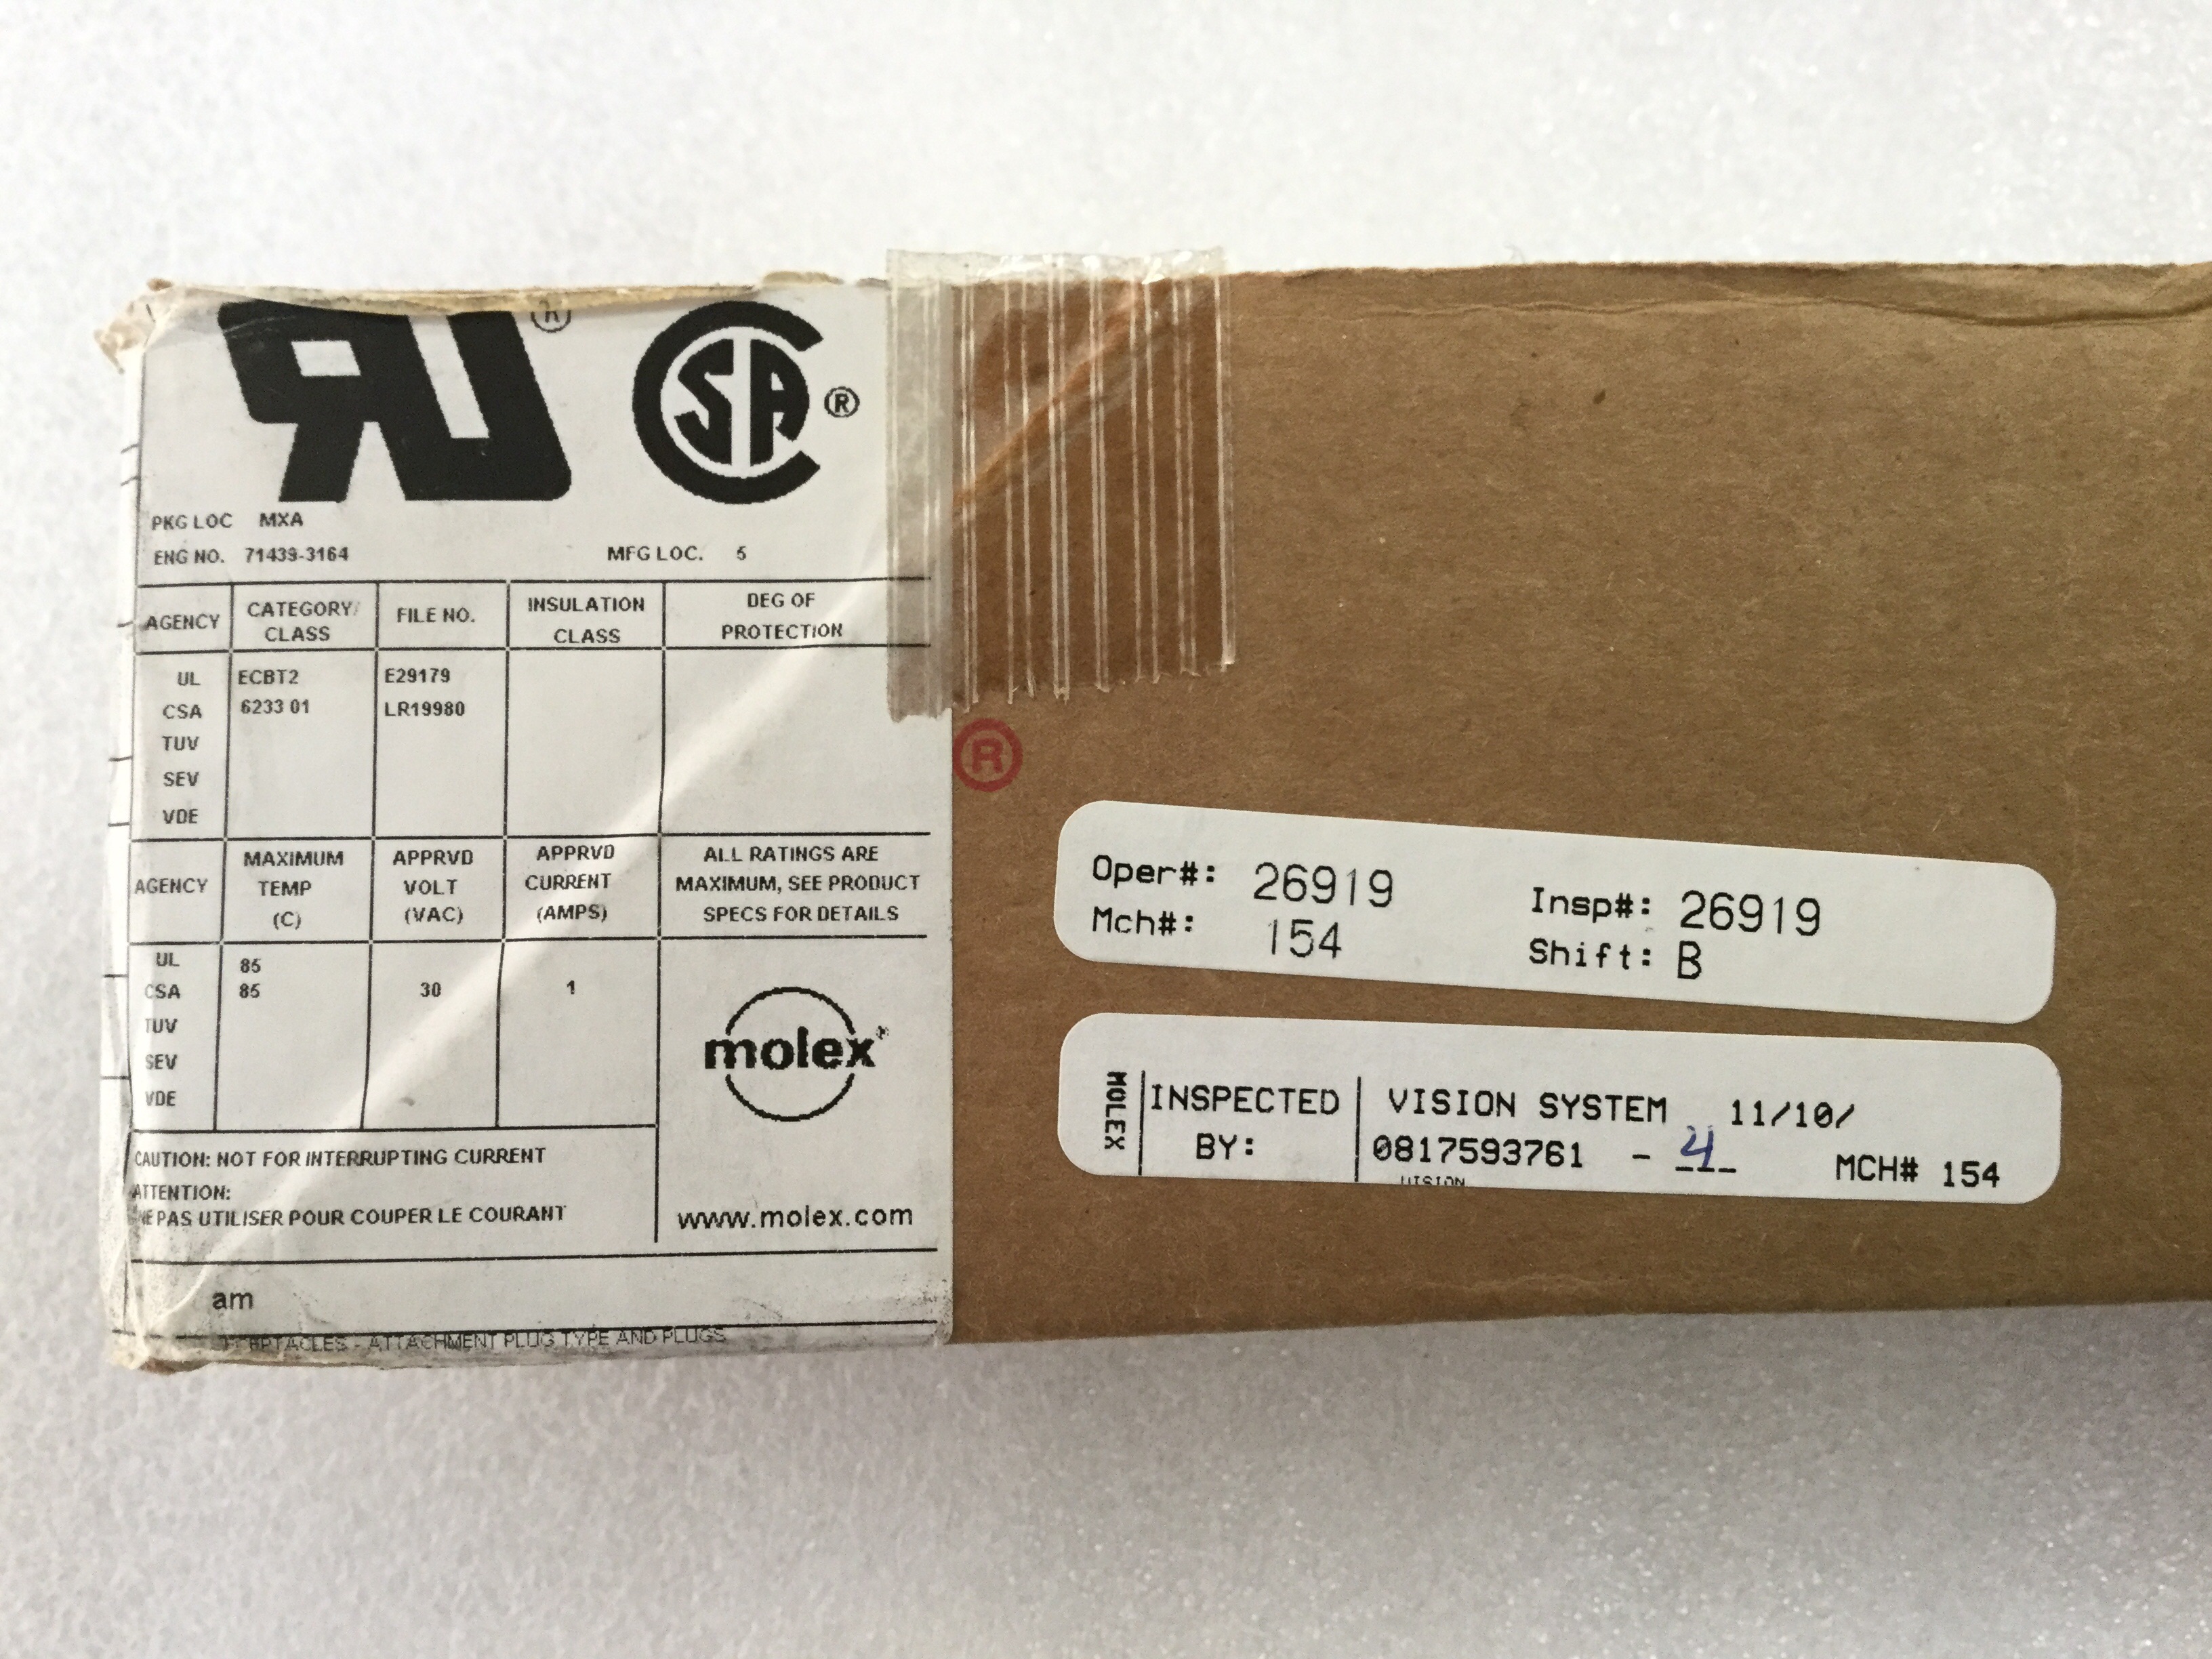 RU ®
CSA ®
PKG LOC MXA
ENG NO. 71439-3164 MFG LOC. 5
AGENCY CATEGORY/ CLASS FILE NO. INSULATION CLASS DEG OF PROTECTION
UL ECBT2 E29179
CSA 6233 01 LR19980
TUV
SEV
VDE
AGENCY MAXIMUM TEMP (C) APPRVD VOLT (VAC) APPRVD CURRENT (AMPS) ALL RATINGS ARE MAXIMUM, SEE PRODUCT SPECS FOR DETAILS
UL 85
CSA 85 30 1
TUV
SEV
VDE
molex
CAUTION: NOT FOR INTERRUPTING CURRENT
ATTENTION:
NE PAS UTILISER POUR COUPER LE COURANT
www.molex.com
am
ATTACHMENT PLUG TYPE AND PLUGS
®
Oper#: 26919 Insp#: 26919
Mch#: 154 Shift: B
MOLEX
INSPECTED BY:
VISION SYSTEM 11/10/
0817593761 - 4 MCH# 154
VISION